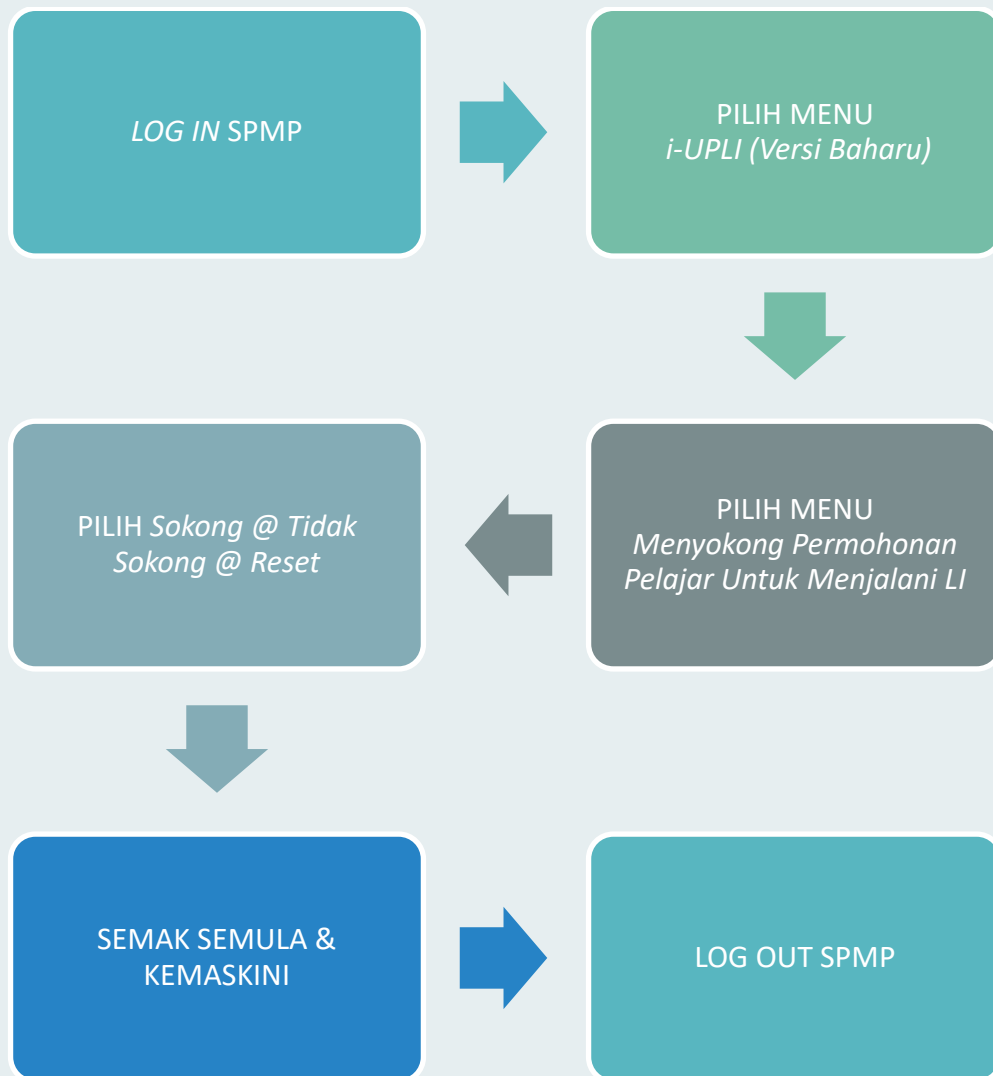 LOG IN SPMP
PILIH MENU
i-UPLI (Versi Baharu)
PILIH MENU
Menyokong Permohonan
Pelajar Untuk Menjalani LI
PILIH Sokong @ Tidak
Sokong @ Reset
SEMAK SEMULA &
KEMASKINI
LOG OUT SPMP